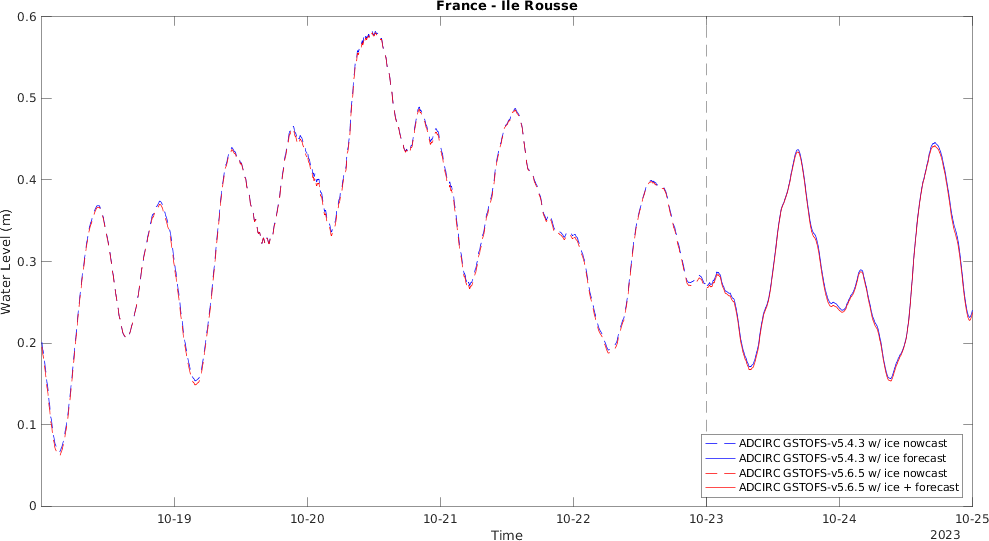 France - Ile Rousse
0.6
0.5
0.4
0.3
0.2
0.1
0
Water Level (m)
ADCIRC GSTOFS-v5.4.3 w/ ice nowcast
ADCIRC GSTOFS-v5.4.3 w/ ice forecast
ADCIRC GSTOFS-v5.6.5 w/ ice nowcast
ADCIRC GSTOFS-v5.6.5 w/ ice + forecast
10-19 10-20 10-21 10-22 10-23 10-24 10-25
Time
2023